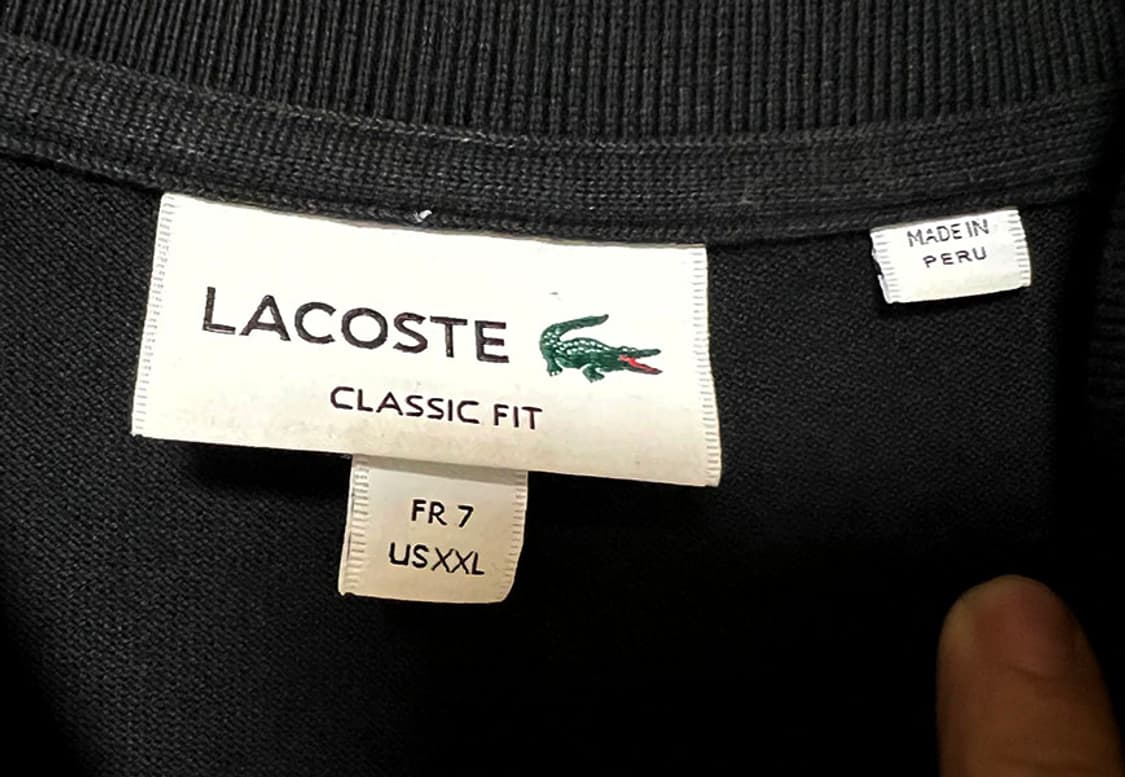 LACOSTE
CLASSIC FIT
FR 7
US XXL
MADE IN
PERU